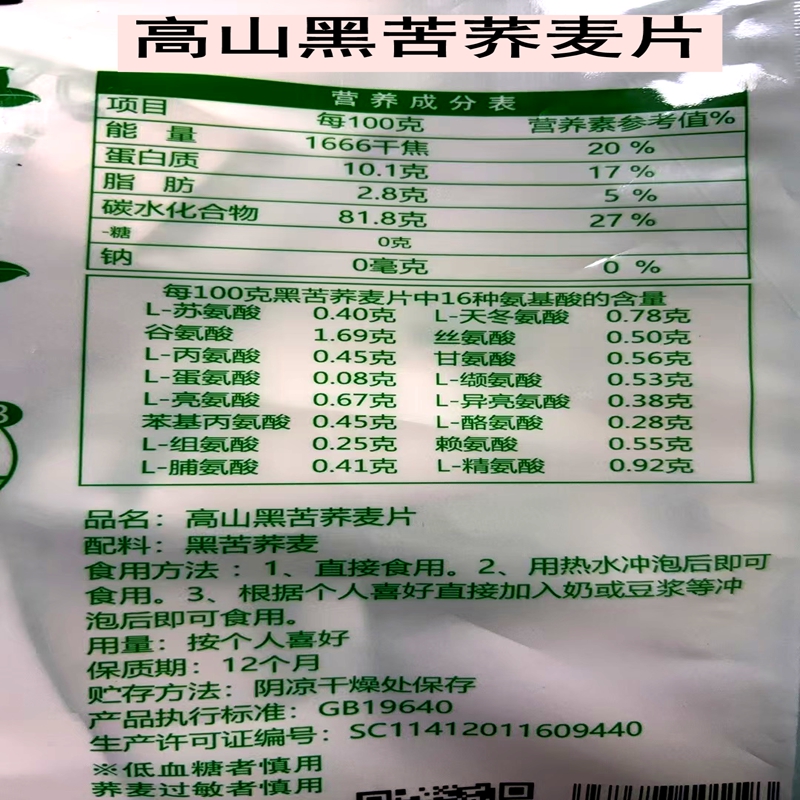 高山黑苦荞麦片
营养成分表
项目 每100克 营养素参考值%
能 量 1666千焦 20 %
蛋白质 10.1克 17 %
脂 肪 2.8克 5 %
碳水化合物 81.8克 27 %
-糖 0克
钠 0毫克 0 %
每100克黑苦荞麦片中16种氨基酸的含量
L-苏氨酸 0.40克 L-天冬氨酸 0.78克
谷氨酸 1.69克 丝氨酸 0.50克
L-丙氨酸 0.45克 甘氨酸 0.56克
L-蛋氨酸 0.08克 L-缬氨酸 0.53克
L-亮氨酸 0.67克 L-异亮氨酸 0.38克
苯基丙氨酸 0.45克 L-酪氨酸 0.28克
L-组氨酸 0.25克 赖氨酸 0.55克
L-脯氨酸 0.41克 L-精氨酸 0.92克
品名：高山黑苦荞麦片
配料：黑苦荞麦
食用方法：1、直接食用。2、用热水冲泡后即可
食用。3、根据个人喜好直接加入奶或豆浆等冲
泡后即可食用。
用量：按个人喜好
保质期：12个月
贮存方法：阴凉干燥处保存
产品执行标准：GB19640
生产许可证编号：SC11412011609440
※低血糖者慎用
荞麦过敏者慎用